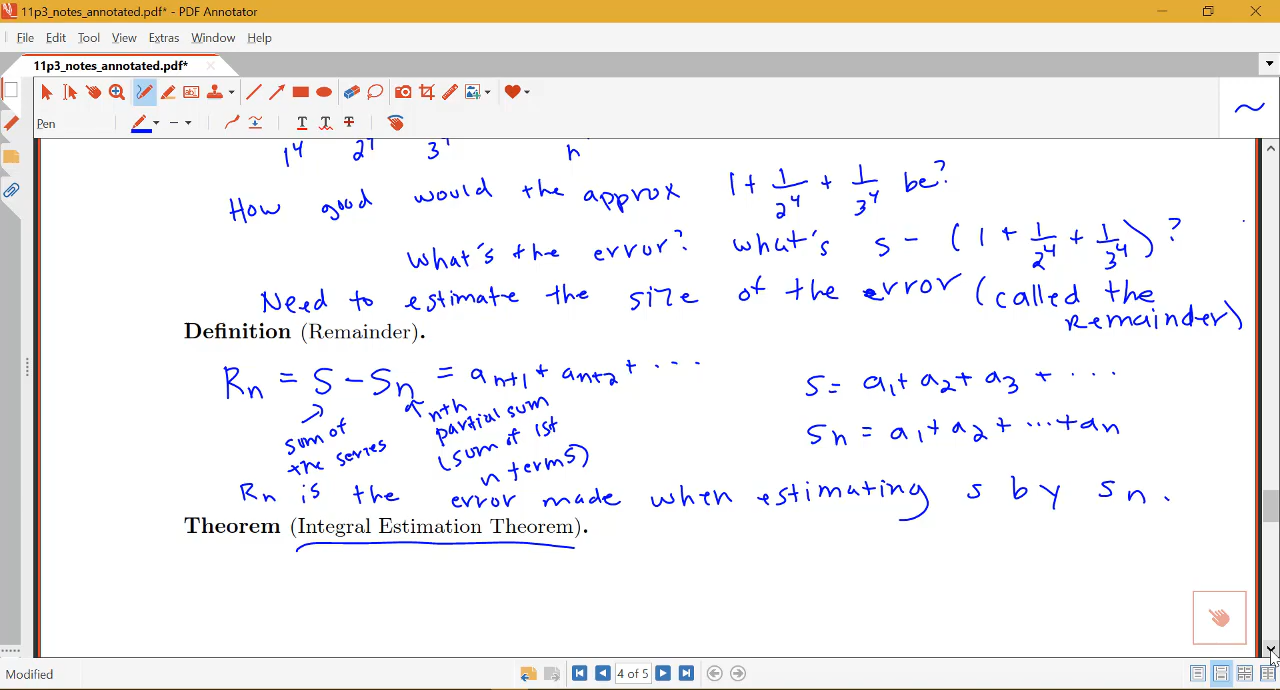 11p3_notes_annotated.pdf* - PDF Annotator
File Edit Tool View Extras Window Help
11p3_notes_annotated.pdf*
Pen
1⁴ 2⁴ 3⁴ n
How good would the approx 1 + 1/2⁴ + 1/3⁴ be?
What's the error? what's s - (1 + 1/2⁴ + 1/3⁴)?
Need to estimate the size of the error (called the
remainder)
Definition (Remainder).
Rn = S - Sn = an+1 + an+2 + ...
S = a1 + a2 + a3 + ...
sum of
the series
nth
partial sum
(sum of 1st
n terms)
Sn = a1 + a2 + ... + an
Rn is the error made when estimating s by Sn.
Theorem (Integral Estimation Theorem).
Modified
4 of 5